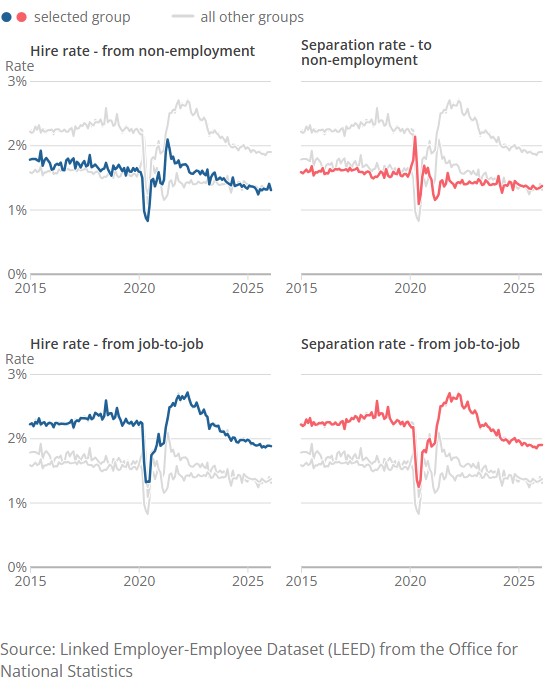 selected group
all other groups
Hire rate - from non-employment
Rate
3%
2%
1%
0%
2015
2020
2025
Separation rate - to
non-employment
2015
2020
2025
Hire rate - from job-to-job
Rate
3%
2%
1%
0%
2015
2020
2025
Separation rate - from job-to-job
2015
2020
2025
Source: Linked Employer-Employee Dataset (LEED) from the Office for
National Statistics